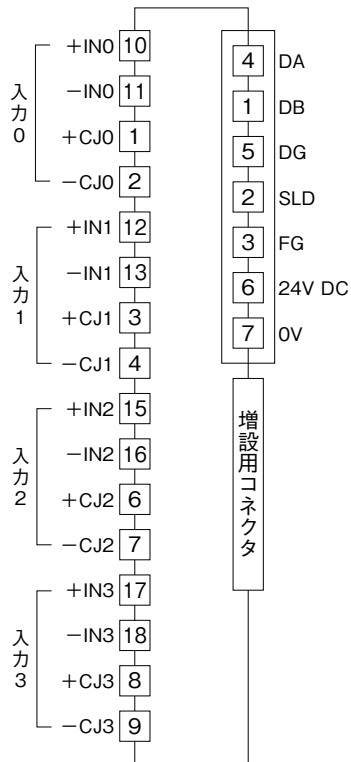 入力0
+IN0 10
−IN0 11
+CJ0 1
−CJ0 2
入力1
+IN1 12
−IN1 13
+CJ1 3
−CJ1 4
入力2
+IN2 15
−IN2 16
+CJ2 6
−CJ2 7
入力3
+IN3 17
−IN3 18
+CJ3 8
−CJ3 9
4 DA
1 DB
5 DG
2 SLD
3 FG
6 24V DC
7 0V
増設用コネクタ